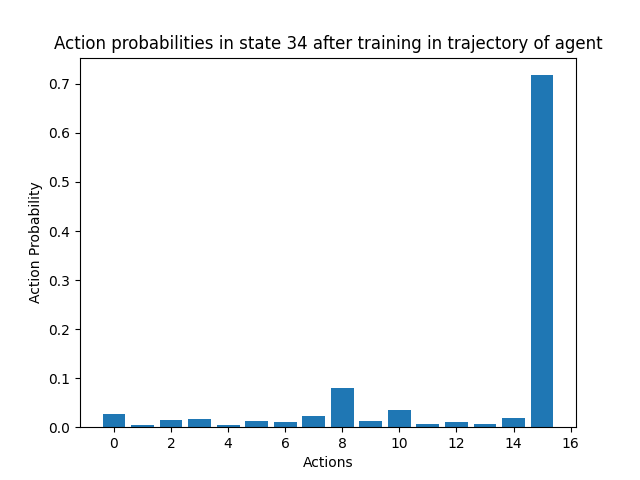 Action probabilities in state 34 after training in trajectory of agent
0.7
0.6
0.5
0.4
0.3
0.2
0.1
0.0
Action Probability
0 2 4 6 8 10 12 14 16
Actions